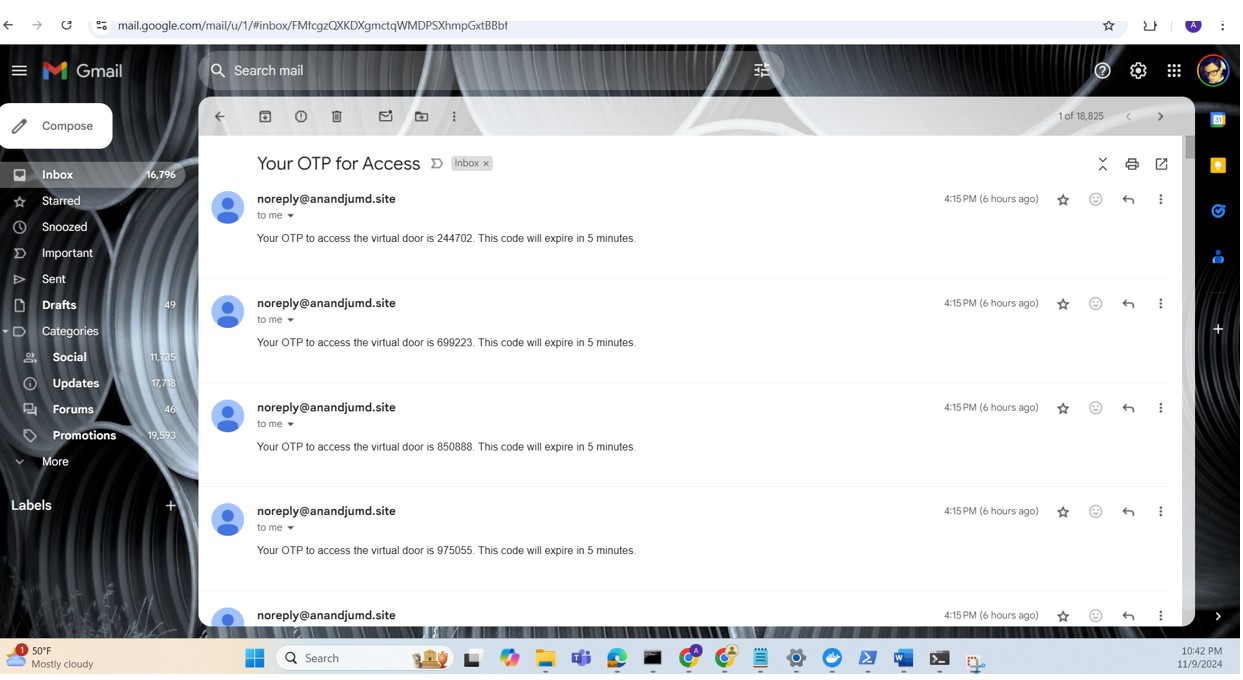 mail.google.com/mail/u/1/#inbox/FMfcgzQXKDXgmctqWMDPSXhmpGxtBBbf
A
Gmail
Search mail
Compose
1 of 18,825
Inbox 16,796
Starred
Snoozed
Important
Sent
Drafts 49
Categories
Social 11,735
Updates 17,718
Forums 46
Promotions 19,593
More
Labels
Your OTP for Access
Inbox ×
noreply@anandjumd.site 4:15 PM (6 hours ago)
to me
Your OTP to access the virtual door is 244702. This code will expire in 5 minutes.
noreply@anandjumd.site 4:15 PM (6 hours ago)
to me
Your OTP to access the virtual door is 699223. This code will expire in 5 minutes.
noreply@anandjumd.site 4:15 PM (6 hours ago)
to me
Your OTP to access the virtual door is 850888. This code will expire in 5 minutes.
noreply@anandjumd.site 4:15 PM (6 hours ago)
to me
Your OTP to access the virtual door is 975055. This code will expire in 5 minutes.
noreply@anandjumd.site 4:15 PM (6 hours ago)
31
1
50°F
Mostly cloudy
Search
A
10:42 PM
11/9/2024